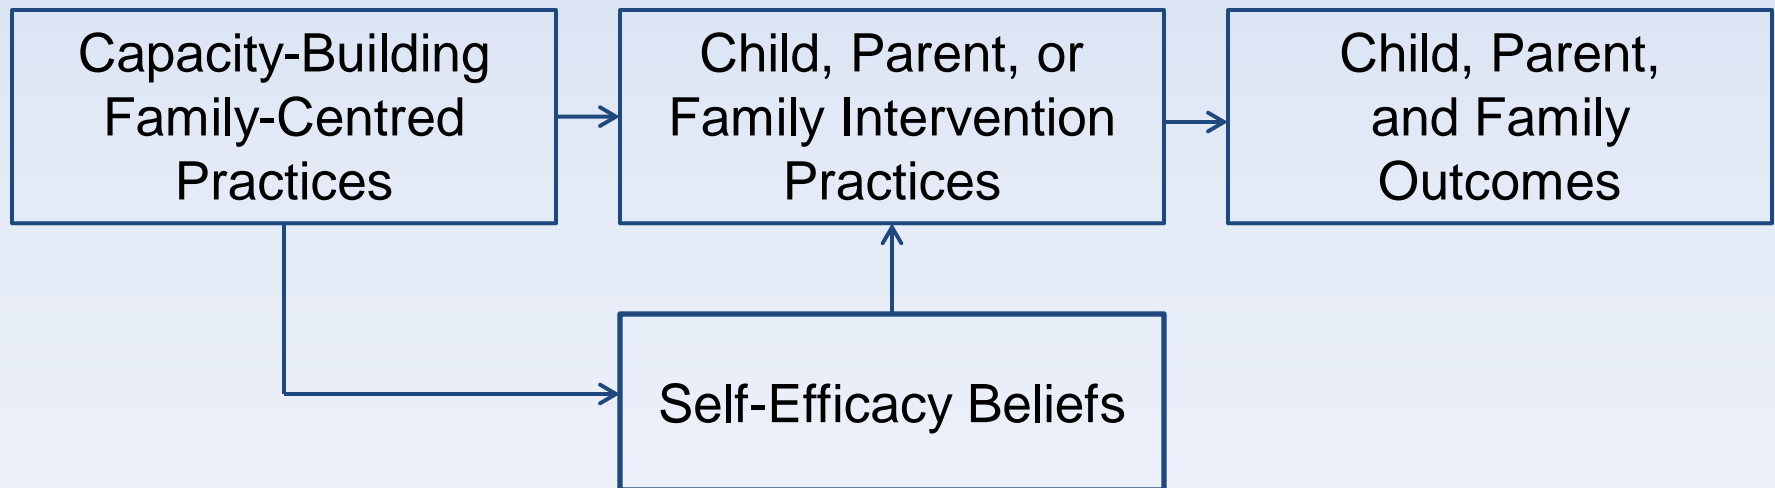 Capacity-Building
Family-Centred
Practices
Child, Parent, or
Family Intervention
Practices
Child, Parent,
and Family
Outcomes
Self-Efficacy Beliefs